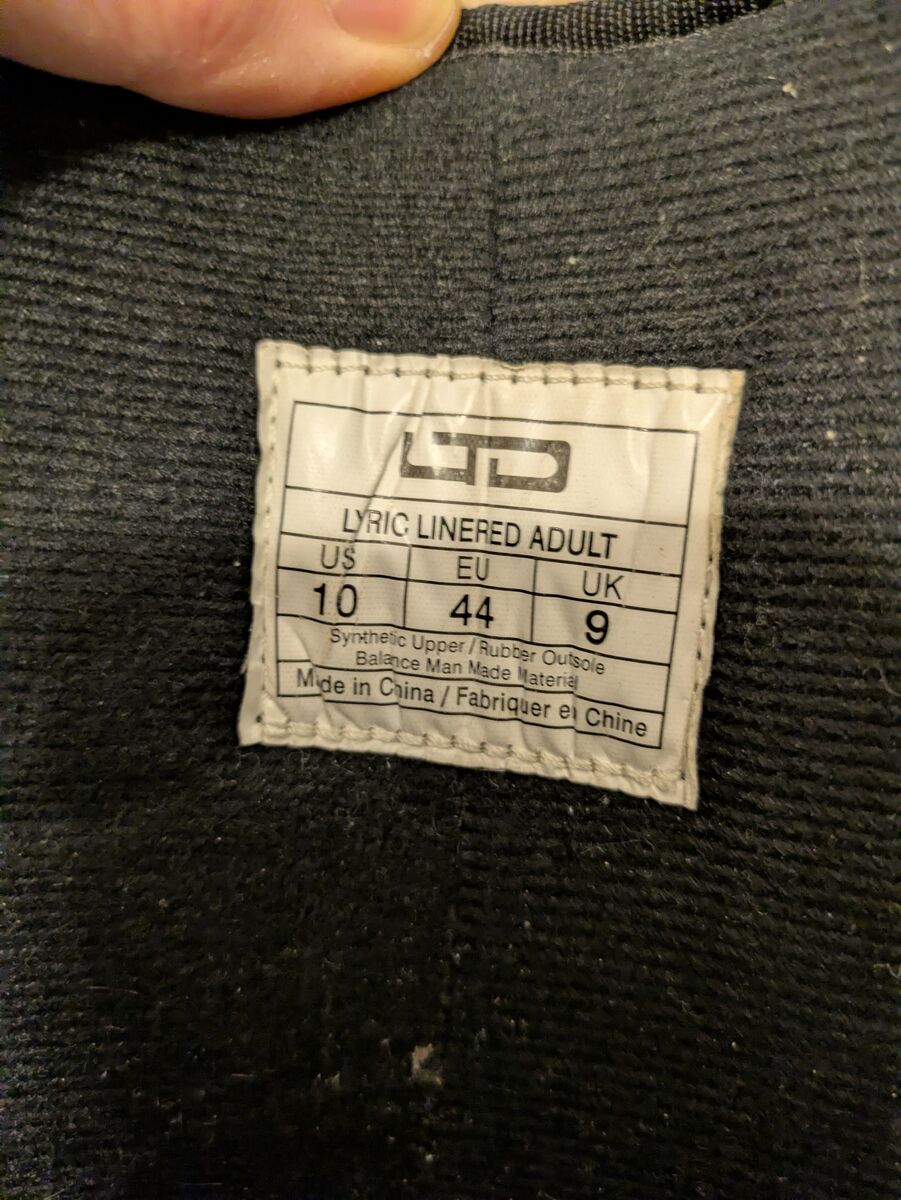 LTD
LYRIC LINERED ADULT
US EU UK
10 44 9
Synthetic Upper / Rubber Outsole
Balance Man Made Material
Made in China / Fabriquer en Chine